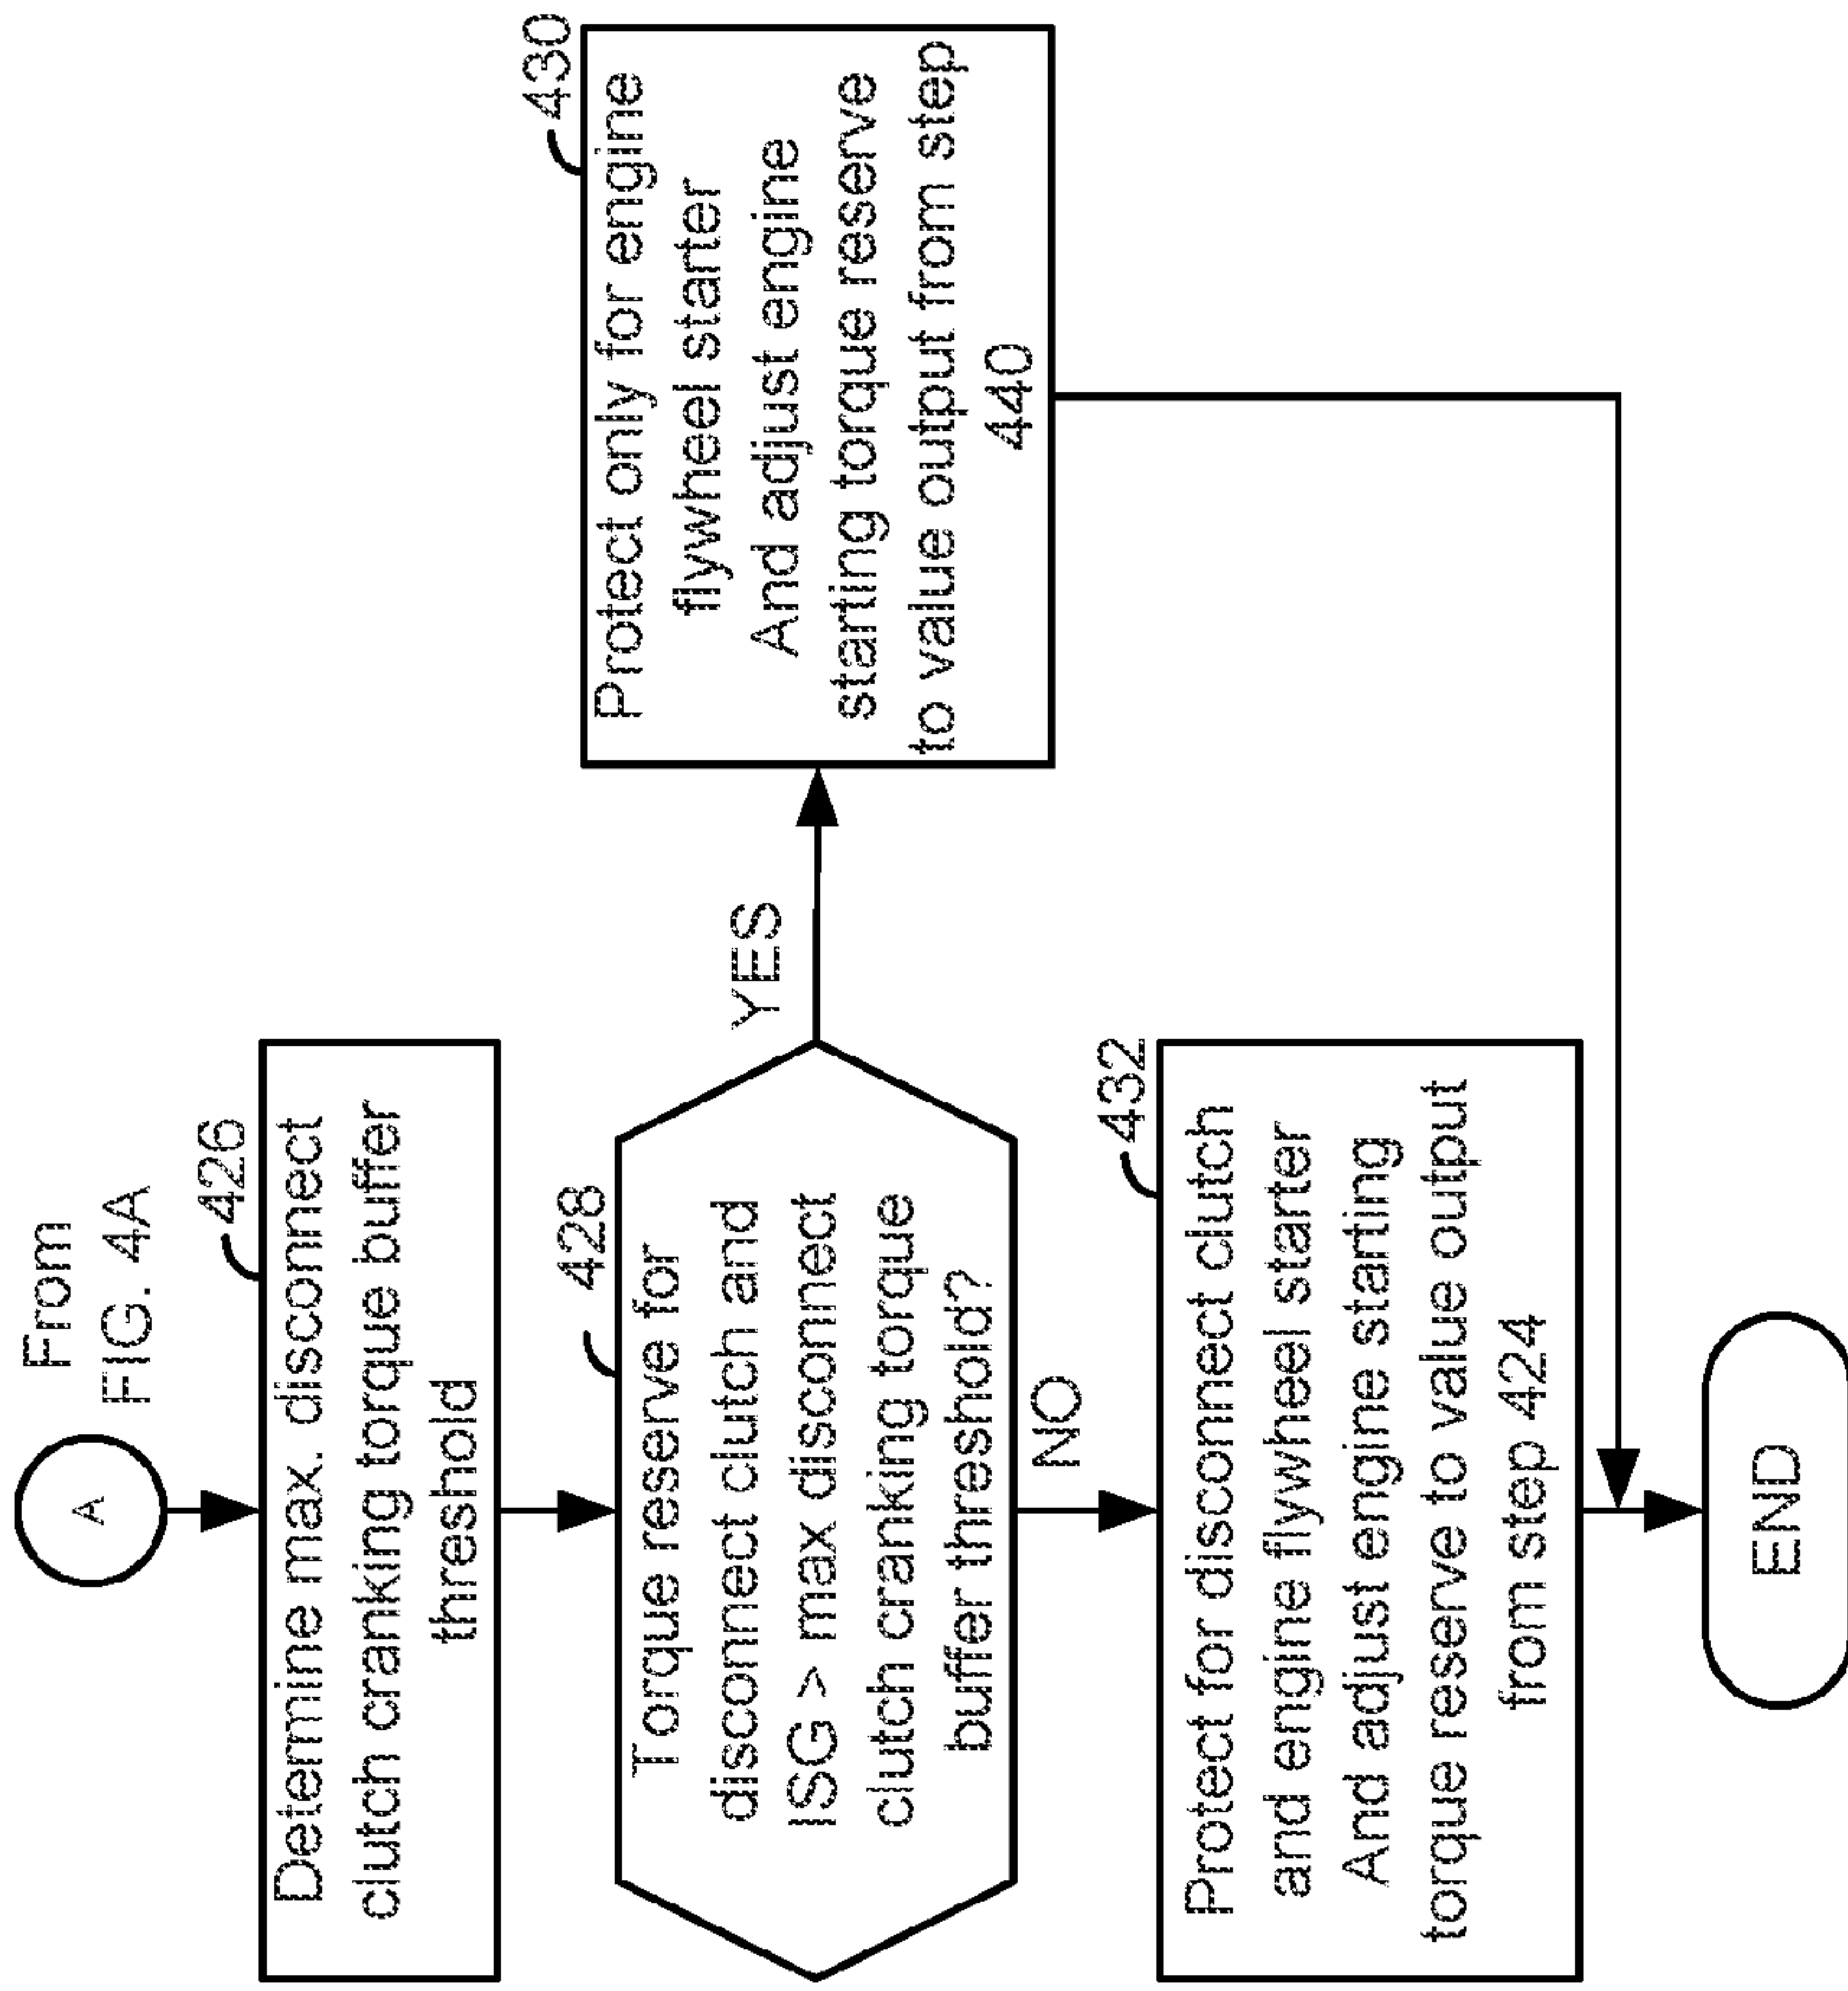 From
FIG. 4A
A
426
Determine max. disconnect
clutch cranking torque buffer
threshold
428
Torque reserve for
disconnect clutch and
ISG > max disconnect
clutch cranking torque
buffer threshold?
YES
430
Protect only for engine
flywheel starter
And adjust engine
starting torque reserve
to value output from step
440
NO
432
Protect for disconnect clutch
and engine flywheel starter
And adjust engine starting
torque reserve to value output
from step 424
END